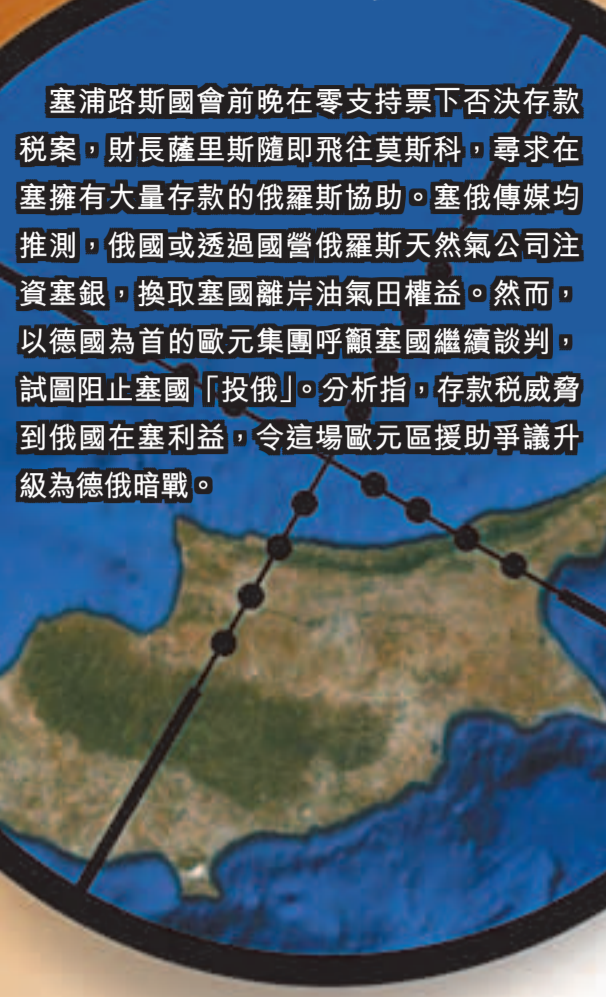 塞浦路斯國會前晚在零支持票下否決存款
稅案，財長薩里斯隨即飛往莫斯科，尋求在
塞擁有大量存款的俄羅斯協助。塞俄傳媒均
推測，俄國或透過國營俄羅斯天然氣公司注
資塞銀，換取塞國離岸油氣田權益。然而，
以德國為首的歐元集團呼籲塞國繼續談判，
試圖阻止塞國「投俄」。分析指，存款稅威脅
到俄國在塞利益，令這場歐元區援助爭議升
級為德俄暗戰。